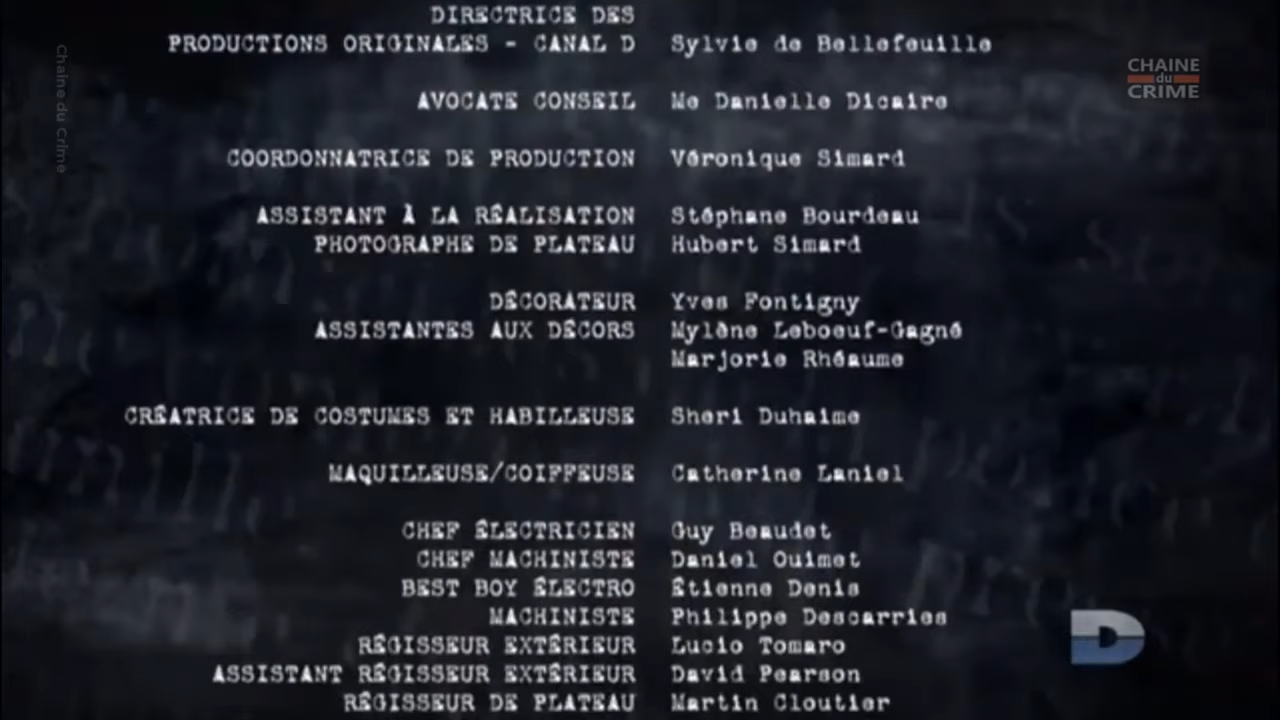 DIRECTRICE DES
PRODUCTIONS ORIGINALES - CANAL D Sylvie de Bellefeuille
CHAINE
du
CRIME
Chaine du Crime
AVOCATE CONSEIL Me Danielle Dicaire
COORDONNATRICE DE PRODUCTION Véronique Simard
ASSISTANT À LA RÉALISATION Stéphane Bourdeau
PHOTOGRAPHE DE PLATEAU Hubert Simard
DÉCORATEUR Yves Fontigny
ASSISTANTES AUX DÉCORS Mylène Leboeuf-Gagné
Marjorie Rhéaume
CRÉATRICE DE COSTUMES ET HABILLEUSE Sheri Duhaime
MAQUILLEUSE/COIFFEUSE Catherine Laniel
CHEF ÉLECTRICIEN Guy Beaudet
CHEF MACHINISTE Daniel Ouimet
BEST BOY ÉLECTRO Étienne Denis
MACHINISTE Philippe Descarries
RÉGISSEUR EXTÉRIEUR Lucio Tomaro
ASSISTANT RÉGISSEUR EXTÉRIEUR David Pearson
RÉGISSEUR DE PLATEAU Martin Cloutier
D